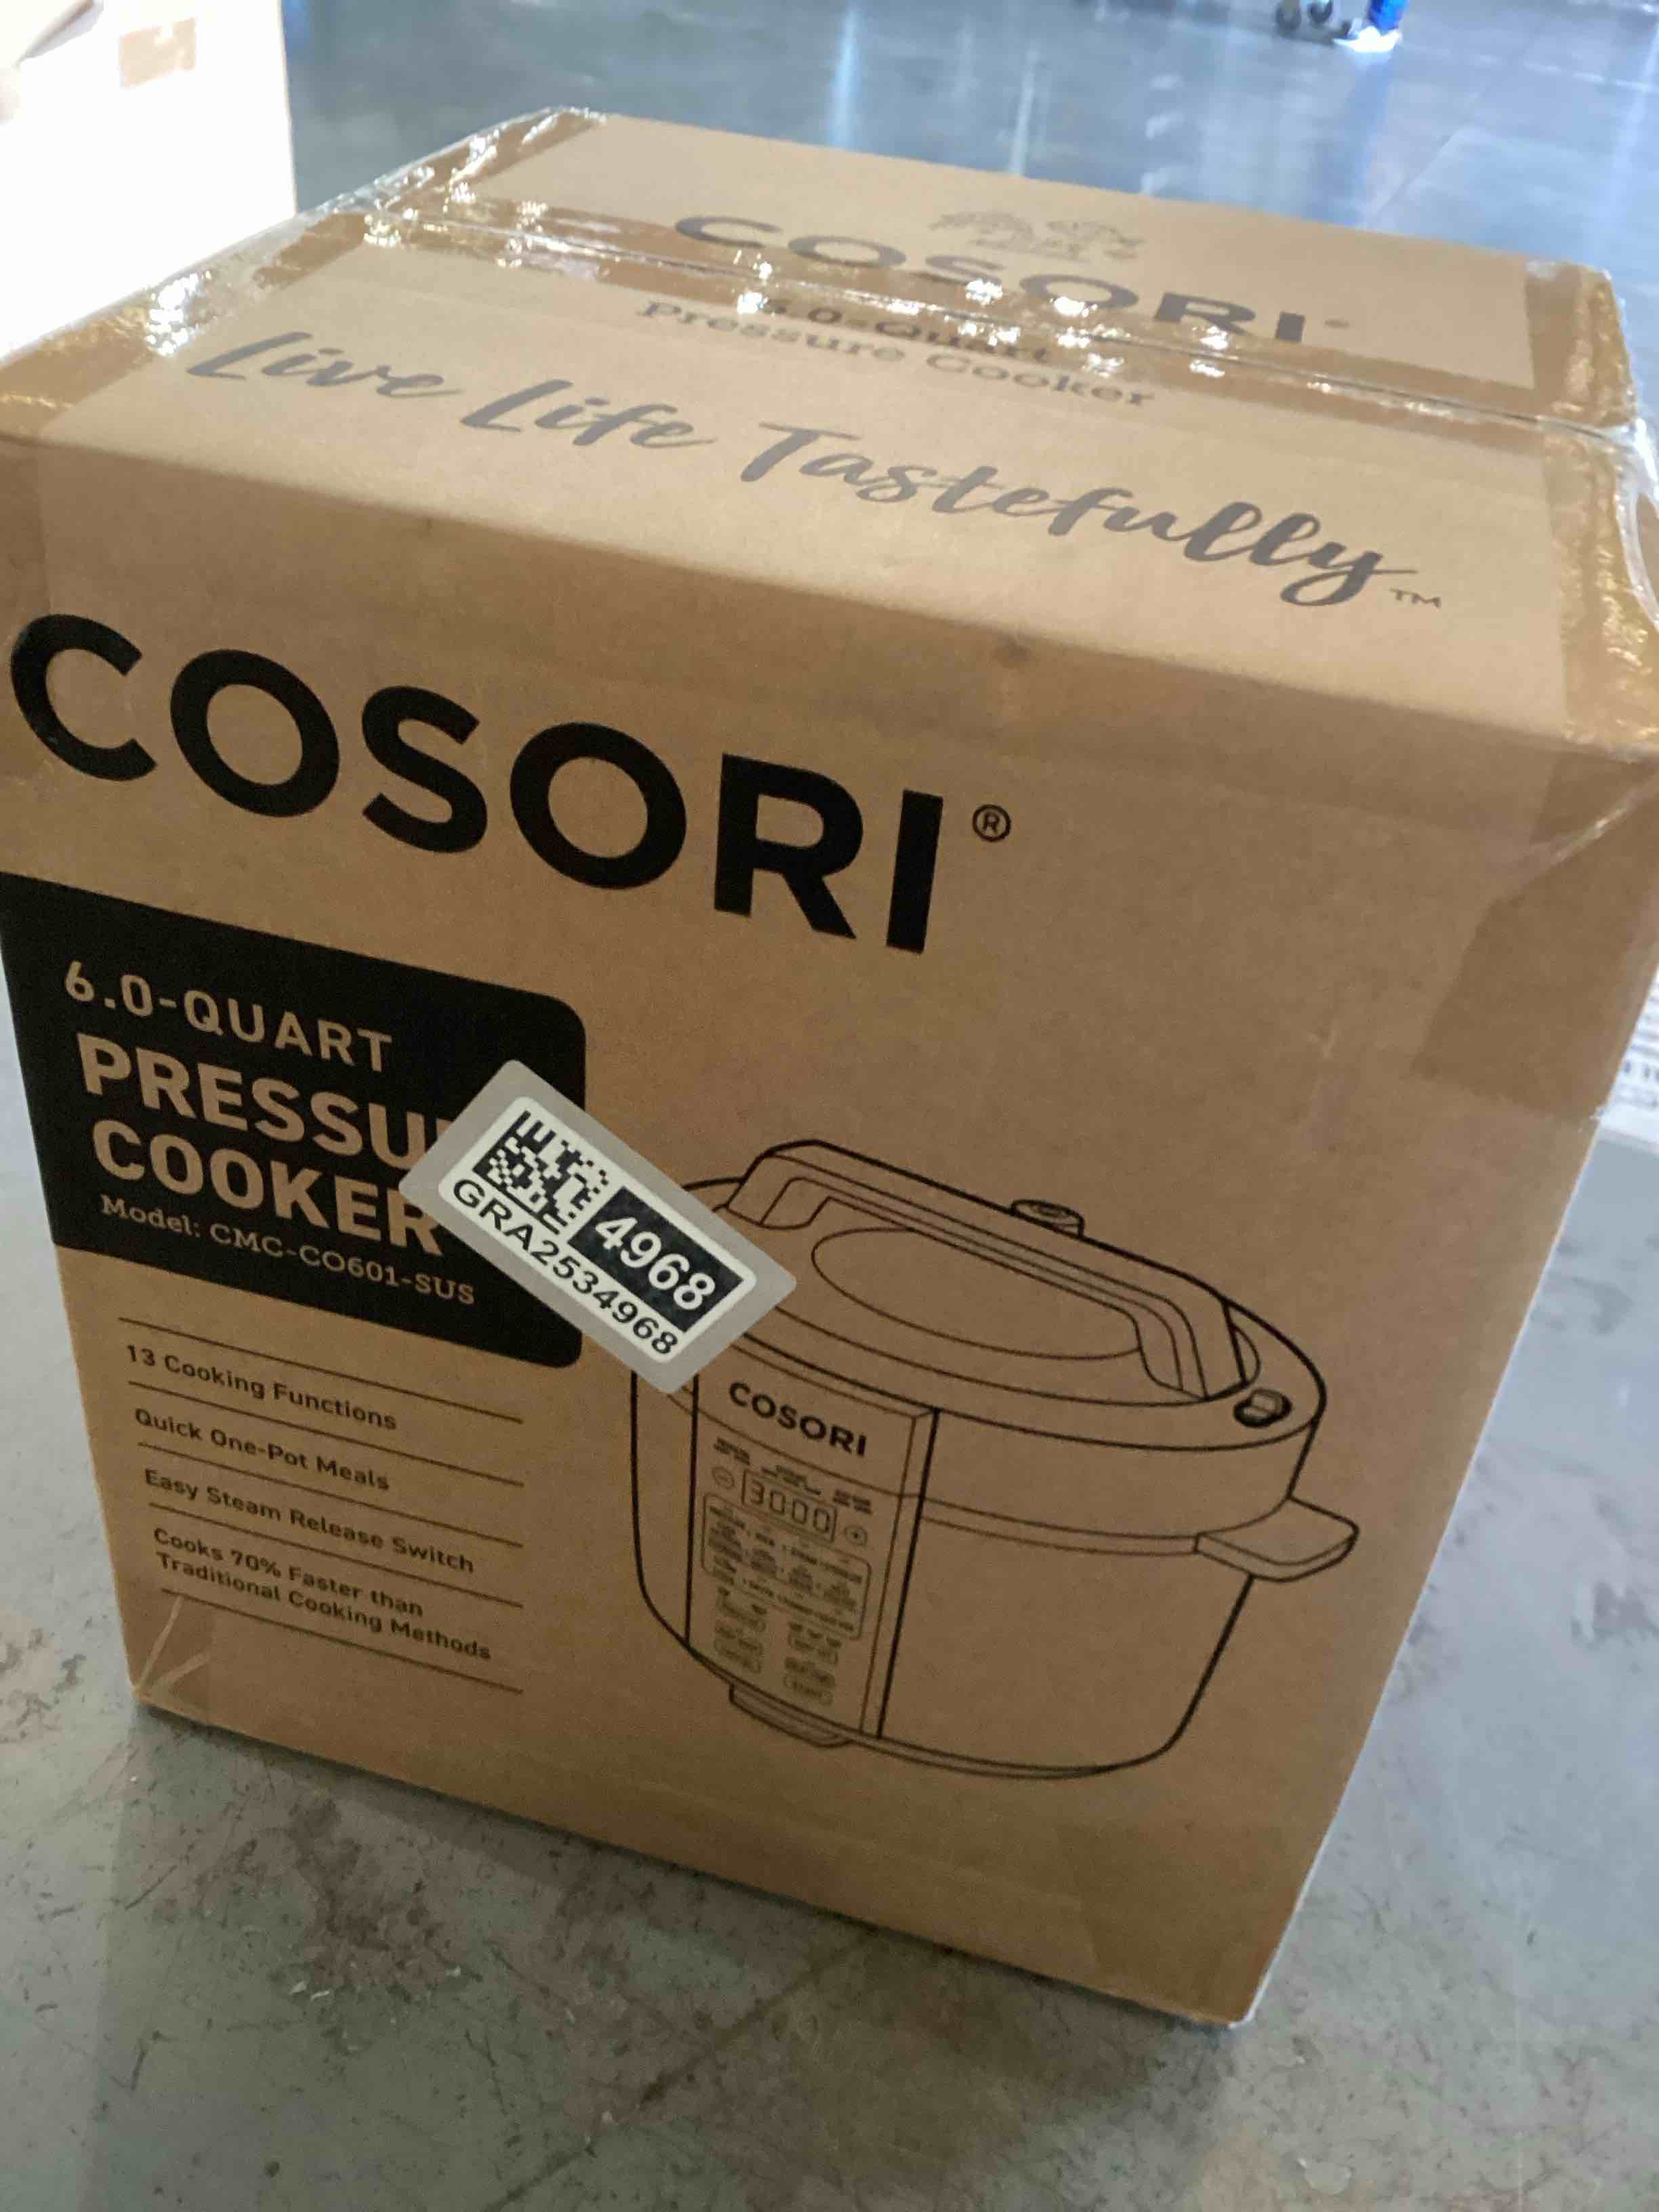 COSORI
6.0-Quart
Pressure Cooker
Live Life Tastefully™
COSORI®
6.0-QUART
PRESSU
COOKER
Model: CMC-CO601-SUS
4968
GRA2534968
13 Cooking Functions
Quick One-Pot Meals
Easy Steam Release Switch
Cooks 70% Faster than
Traditional Cooking Methods
COSORI
3000